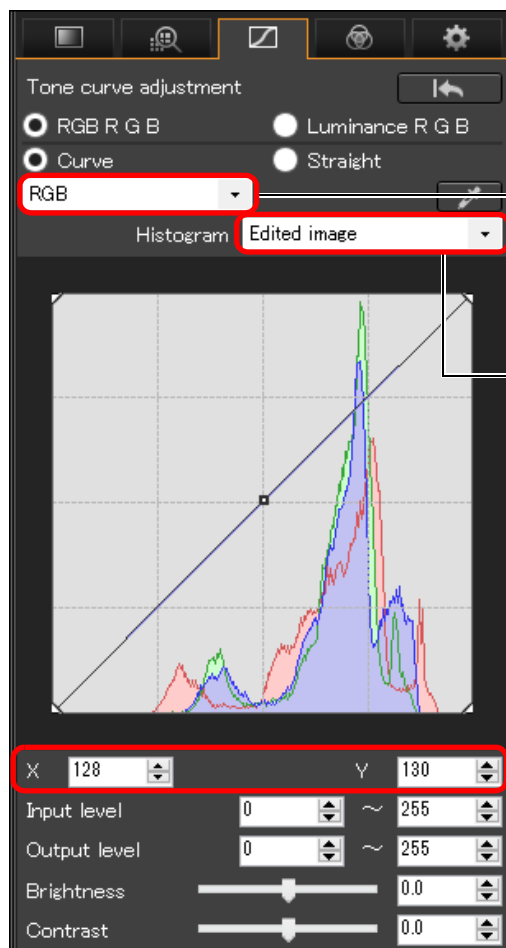 Tone curve adjustment
RGB R G B Luminance R G B
Curve Straight
RGB
Histogram Edited image
X 128 Y 130
Input level 0 ~ 255
Output level 0 ~ 255
Brightness 0.0
Contrast 0.0